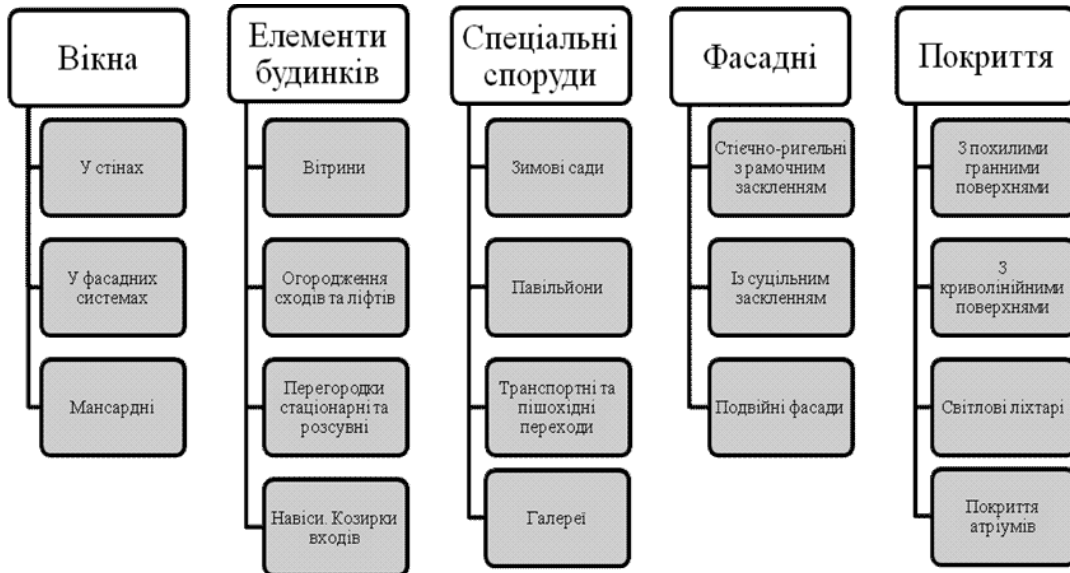 Вікна
У стінах
У фасадних
системах
Мансардні
Елементи
будинків
Вітрини
Огородження
сходів та ліфтів
Перегородки
стаціонарні та
розсувні
Навіси. Козирки
входів
Спеціальні
споруди
Зимові сади
Павільйони
Транспортні та
пішохідні
переходи
Галереї
Фасадні
Стієчно-ригельні
з рамочним
заскленням
Із суцільним
заскленням
Подвійні фасади
Покриття
З похилими
гранними
поверхнями
З
криволінійними
поверхнями
Світлові ліхтарі
Покриття
атріумів